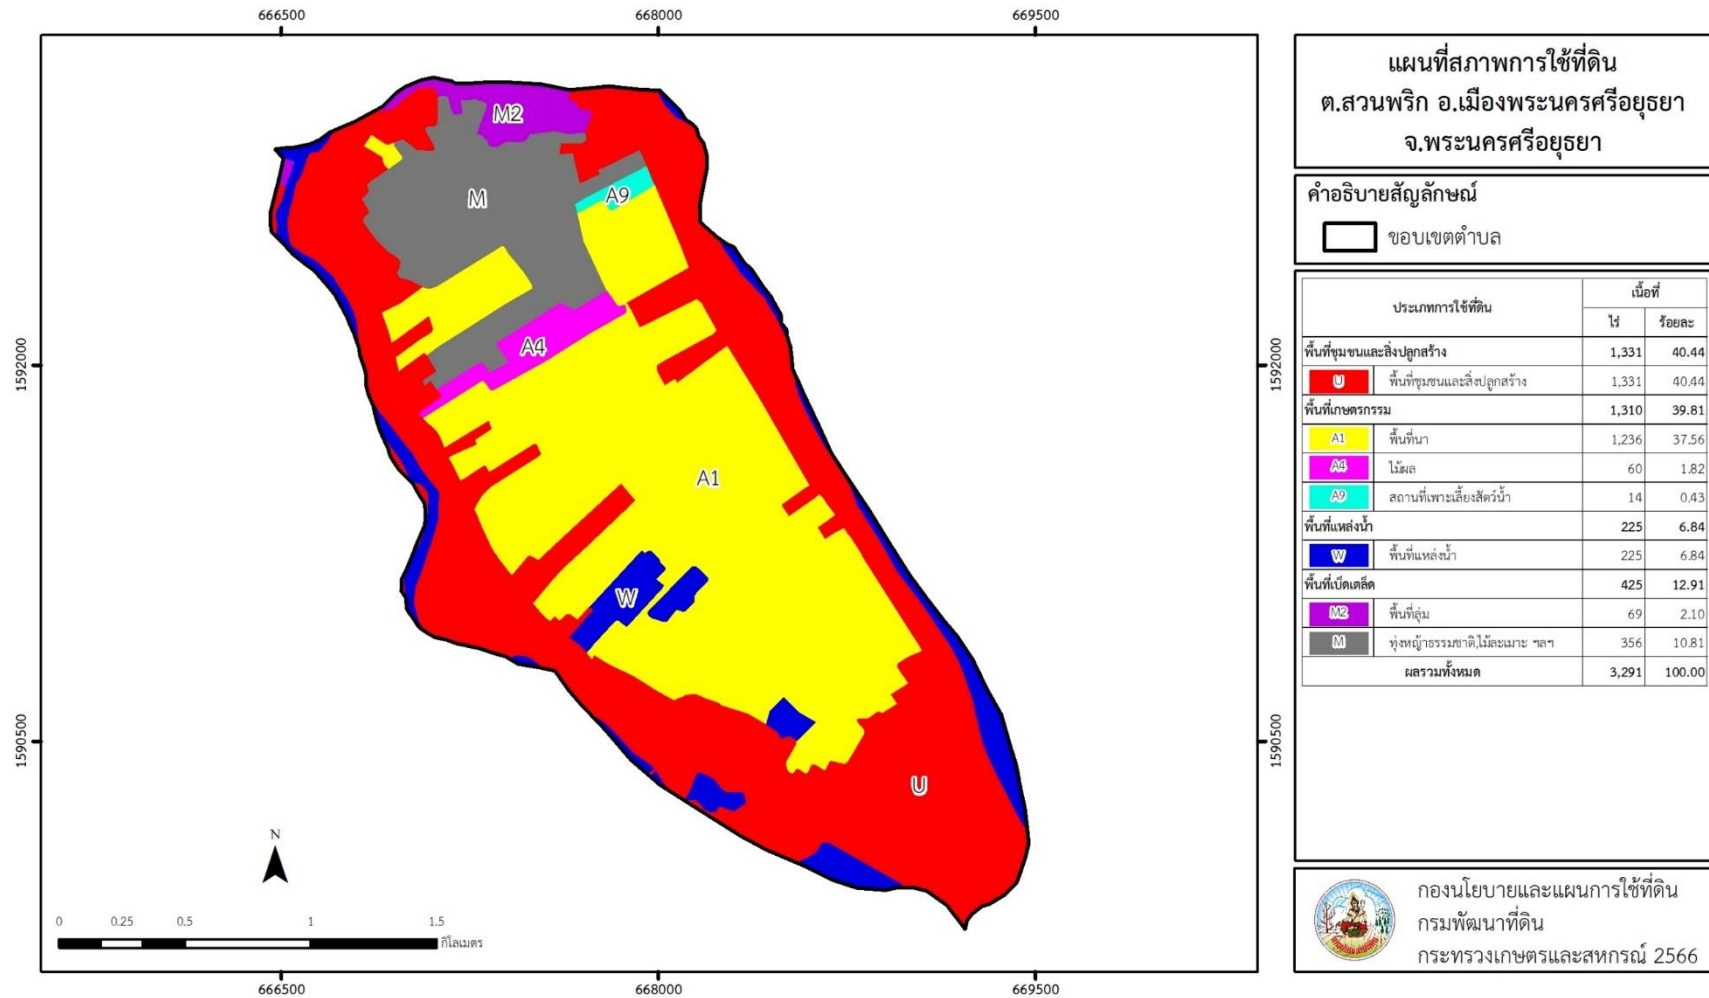 666500 668000 669500
แผนที่สภาพการใช้ที่ดิน
ต.สวนพริก อ.เมืองพระนครศรีอยุธยา
จ.พระนครศรีอยุธยา
คำอธิบายสัญลักษณ์
ขอบเขตตำบล
ประเภทการใช้ที่ดิน เนื้อที่
ไร่ ร้อยละ
พื้นที่ชุมชนและสิ่งปลูกสร้าง 1,331 40.44
U พื้นที่ชุมชนและสิ่งปลูกสร้าง 1,331 40.44
พื้นที่เกษตรกรรม 1,310 39.81
A1 พื้นที่นา 1,236 37.56
A4 ไม้ผล 60 1.82
A9 สถานที่เพาะเลี้ยงสัตว์น้ำ 14 0.43
พื้นที่แหล่งน้ำ 225 6.84
W พื้นที่แหล่งน้ำ 225 6.84
พื้นที่เบ็ดเตล็ด 425 12.91
M2 พื้นที่ลุ่ม 69 2.10
M ทุ่งหญ้าธรรมชาติ,ไม้ละเมาะ ฯลฯ 356 10.81
ผลรวมทั้งหมด 3,291 100.00
M2
M
A9
A4
A1
W
U
1592000 1592000
1590500 1590500
N
0 0.25 0.5 1 1.5
กิโลเมตร
666500 668000 669500
กองนโยบายและแผนการใช้ที่ดิน
กรมพัฒนาที่ดิน
กระทรวงเกษตรและสหกรณ์ 2566